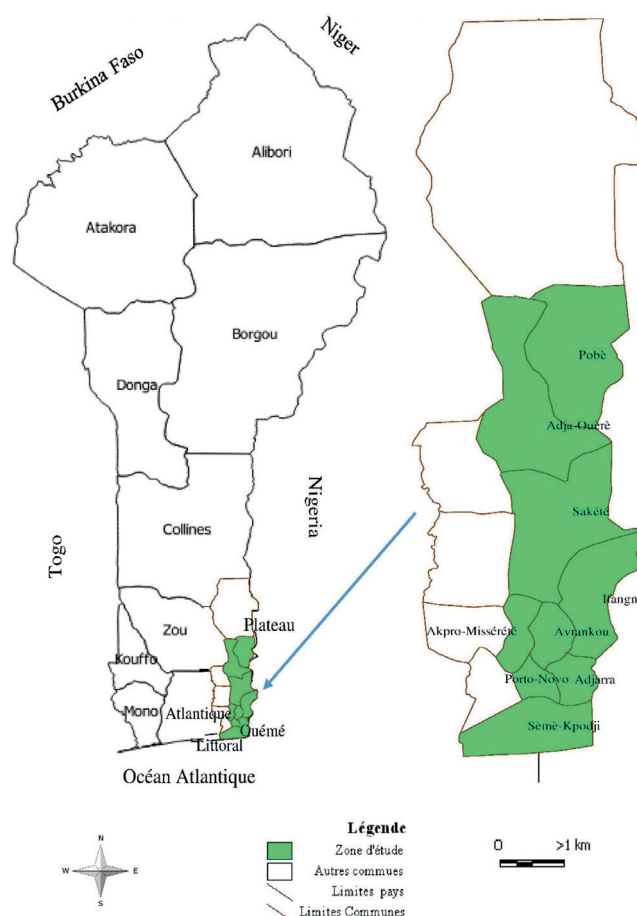 Niger
Burkina Faso
Alibori
Atakora
Borgou
Donga
Nigeria
Collines
Togo
Zou
Plateau
Kouffo
Mono
Atlantique
Ouémé
Littoral
Océan Atlantique
Pobè
Adja-Ouèrè
Sakété
Ifangn
Akpro-Missérété
Avrankou
Porto-Novo
Adjarra
Sèmè-Kpodji
N
W E
S
Légende
Zone d'étude
Autres communes
Limites pays
Limites Communes
0 >1 km